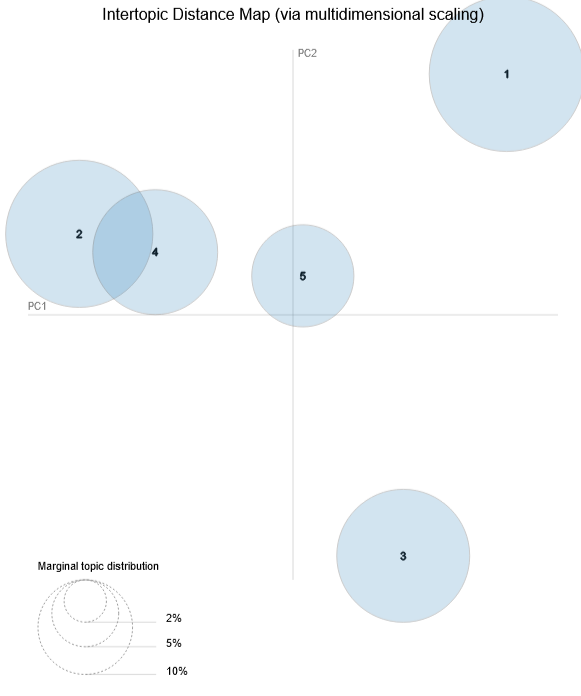 Intertopic Distance Map (via multidimensional scaling)
PC2
1
2
4
5
PC1
3
Marginal topic distribution
2%
5%
10%